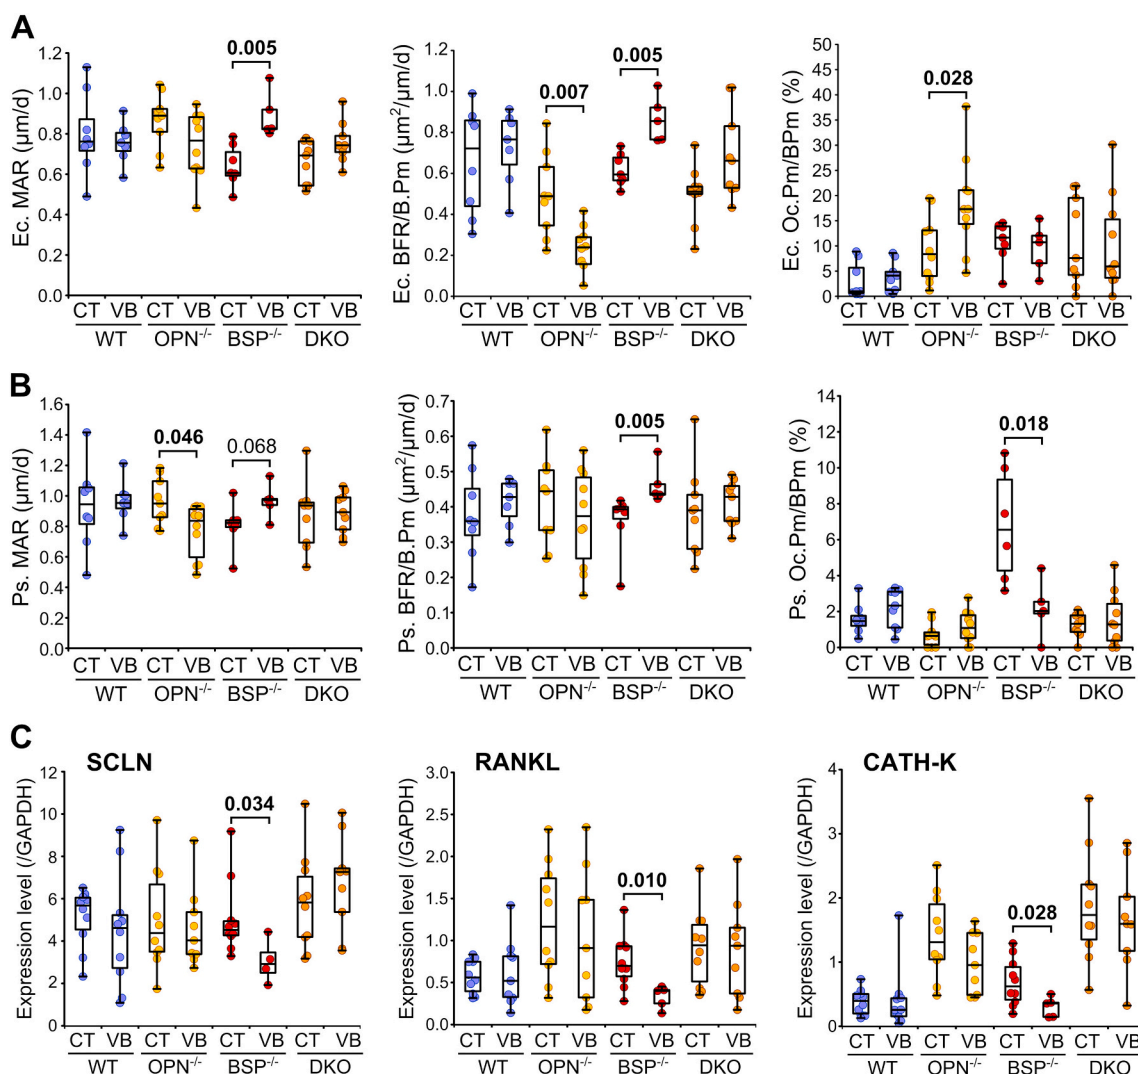 A
Ec. MAR (µm/d)
1.2
1.0
0.8
0.6
0.4
0.2
0.0
0.005
CT VB CT VB CT VB CT VB
WT OPN-/- BSP-/- DKO
Ec. BFR/B.Pm (µm²/µm/d)
1.2
1.0
0.8
0.6
0.4
0.2
0.0
0.007
0.005
CT VB CT VB CT VB CT VB
WT OPN-/- BSP-/- DKO
Ec. Oc.Pm/BPm (%)
50
45
40
35
30
25
20
15
10
5
0
0.028
CT VB CT VB CT VB CT VB
WT OPN-/- BSP-/- DKO
B
Ps. MAR (µm/d)
1.6
1.4
1.2
1.0
0.8
0.6
0.4
0.2
0.0
0.046
0.068
CT VB CT VB CT VB CT VB
WT OPN-/- BSP-/- DKO
Ps. BFR/B.Pm (µm²/µm/d)
0.7
0.6
0.5
0.4
0.3
0.2
0.1
0.0
0.005
CT VB CT VB CT VB CT VB
WT OPN-/- BSP-/- DKO
Ps. Oc.Pm/BPm (%)
14
12
10
8
6
4
2
0
0.018
CT VB CT VB CT VB CT VB
WT OPN-/- BSP-/- DKO
C
SCLN
Expression level (/GAPDH)
12
10
8
6
4
2
0
0.034
CT VB CT VB CT VB CT VB
WT OPN-/- BSP-/- DKO
RANKL
Expression level (/GAPDH)
3.0
2.5
2.0
1.5
1.0
0.5
0.0
0.010
CT VB CT VB CT VB CT VB
WT OPN-/- BSP-/- DKO
CATH-K
Expression level (/GAPDH)
4
3
2
1
0
0.028
CT VB CT VB CT VB CT VB
WT OPN-/- BSP-/- DKO